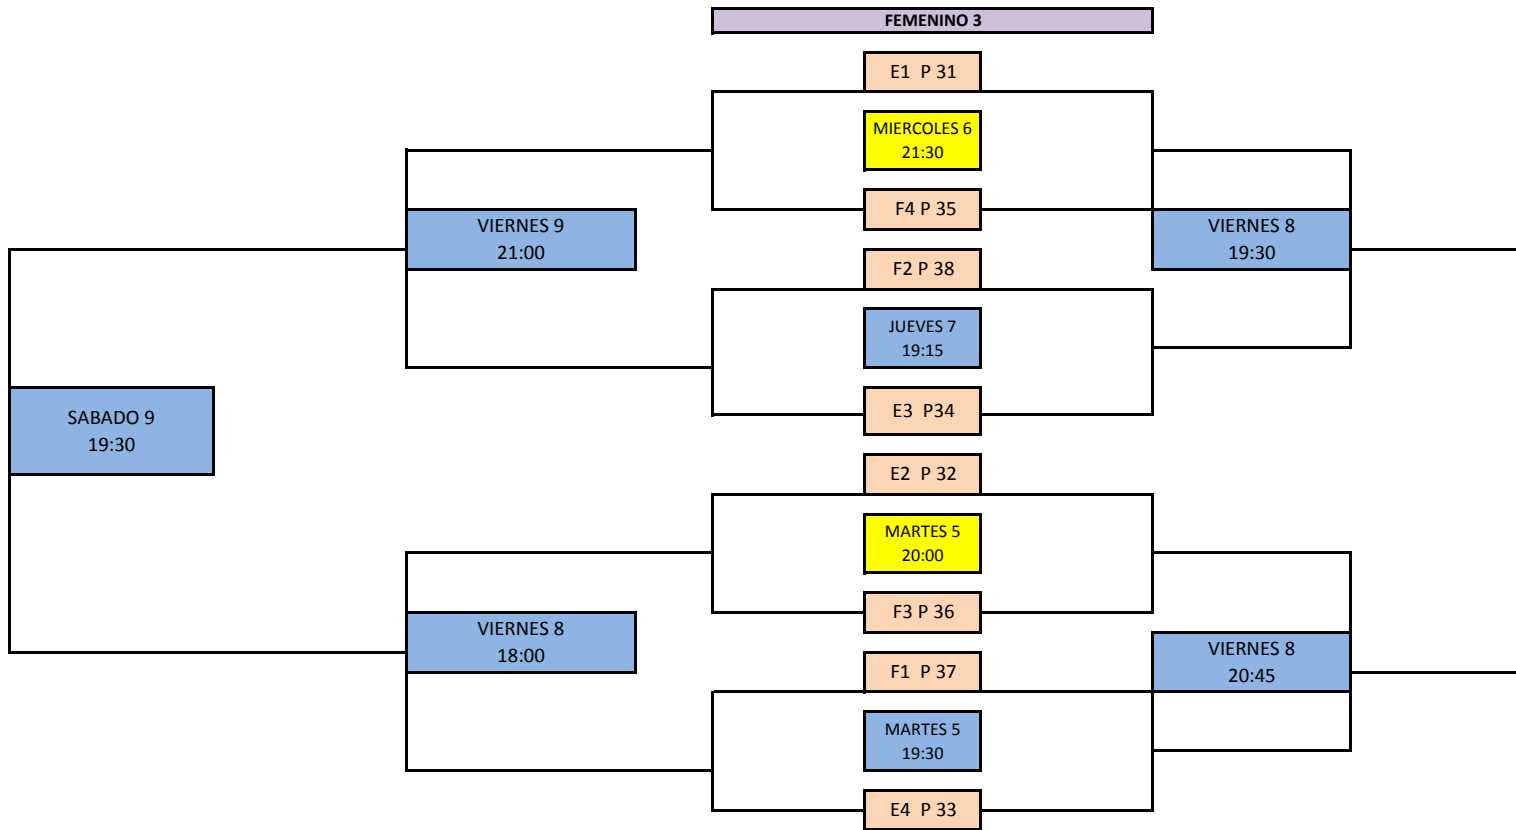 FEMENINO 3
E1  P 31
MIERCOLES 6
21:30
F4 P 35
VIERNES 9
21:00
VIERNES 8
19:30
F2 P 38
JUEVES 7
19:15
E3  P34
SABADO 9
19:30
E2  P 32
MARTES 5
20:00
F3 P 36
VIERNES 8
18:00
VIERNES 8
20:45
F1  P 37
MARTES 5
19:30
E4  P 33